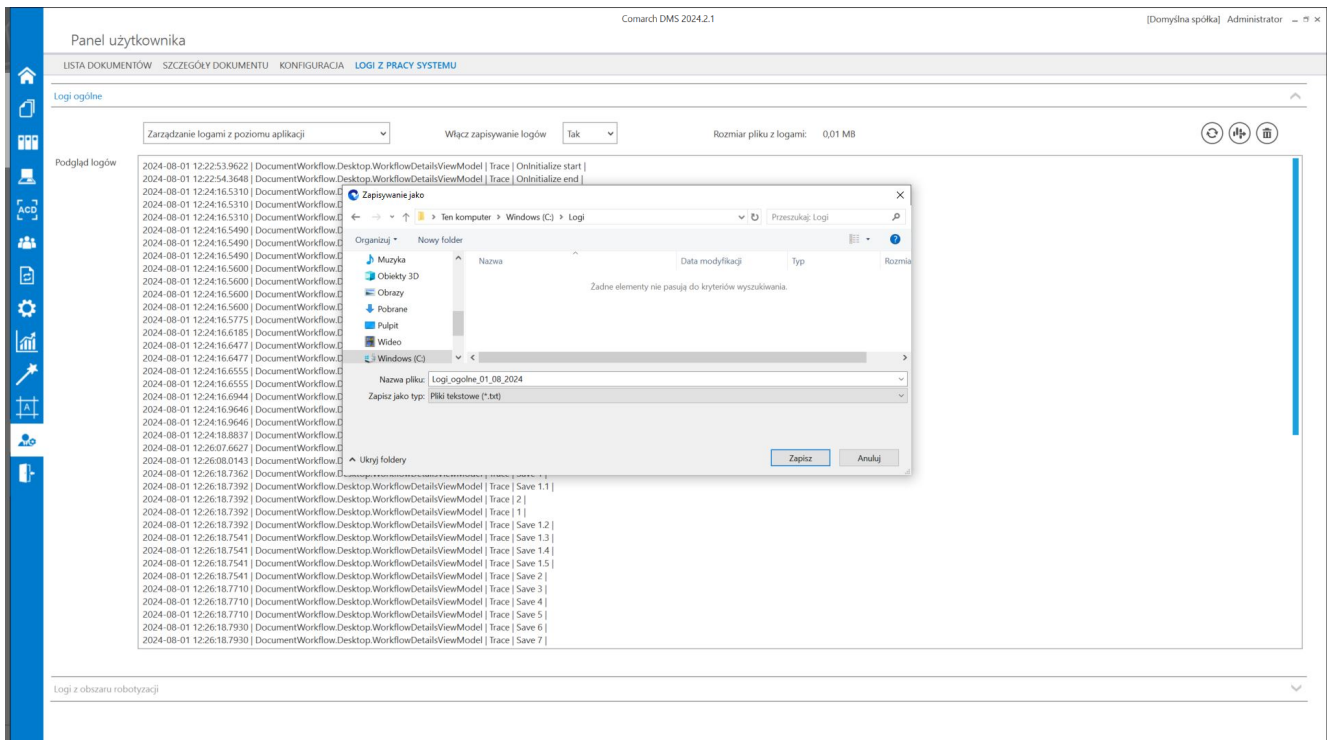 Comarch DMS 2024.2.1
[Domyślna spółka] Administrator
Panel użytkownika
LISTA DOKUMENTÓW SZCZEGÓŁY DOKUMENTU KONFIGURACJA LOGI Z PRACY SYSTEMU
Logi ogólne
Zarządzanie logami z poziomu aplikacji Włącz zapisywanie logów Tak Rozmiar pliku z logami: 0,01 MB
Podgląd logów
2024-08-01 12:22:53.9622 | DocumentWorkflow.Desktop.WorkflowDetailsViewModel | Trace | OnInitialize start |
2024-08-01 12:22:54.3648 | DocumentWorkflow.Desktop.WorkflowDetailsViewModel | Trace | OnInitialize end |
2024-08-01 12:24:16.5310 | DocumentWorkflow.D
2024-08-01 12:24:16.5310 | DocumentWorkflow.D
2024-08-01 12:24:16.5310 | DocumentWorkflow.D
2024-08-01 12:24:16.5490 | DocumentWorkflow.D
2024-08-01 12:24:16.5490 | DocumentWorkflow.D
2024-08-01 12:24:16.5490 | DocumentWorkflow.D
2024-08-01 12:24:16.5600 | DocumentWorkflow.D
2024-08-01 12:24:16.5600 | DocumentWorkflow.D
2024-08-01 12:24:16.5600 | DocumentWorkflow.D
2024-08-01 12:24:16.5600 | DocumentWorkflow.D
2024-08-01 12:24:16.5775 | DocumentWorkflow.D
2024-08-01 12:24:16.6185 | DocumentWorkflow.D
2024-08-01 12:24:16.6477 | DocumentWorkflow.D
2024-08-01 12:24:16.6477 | DocumentWorkflow.D
2024-08-01 12:24:16.6555 | DocumentWorkflow.D
2024-08-01 12:24:16.6555 | DocumentWorkflow.D
2024-08-01 12:24:16.6944 | DocumentWorkflow.D
2024-08-01 12:24:16.9646 | DocumentWorkflow.D
2024-08-01 12:24:16.9646 | DocumentWorkflow.D
2024-08-01 12:24:18.8837 | DocumentWorkflow.D
2024-08-01 12:26:07.6627 | DocumentWorkflow.D
2024-08-01 12:26:08.0143 | DocumentWorkflow.D
2024-08-01 12:26:18.7362 | DocumentWorkflow.Desktop.WorkflowDetailsViewModel | Trace | Save 1 |
2024-08-01 12:26:18.7392 | DocumentWorkflow.Desktop.WorkflowDetailsViewModel | Trace | Save 1.1 |
2024-08-01 12:26:18.7392 | DocumentWorkflow.Desktop.WorkflowDetailsViewModel | Trace | 2 |
2024-08-01 12:26:18.7392 | DocumentWorkflow.Desktop.WorkflowDetailsViewModel | Trace | 1 |
2024-08-01 12:26:18.7392 | DocumentWorkflow.Desktop.WorkflowDetailsViewModel | Trace | Save 1.2 |
2024-08-01 12:26:18.7541 | DocumentWorkflow.Desktop.WorkflowDetailsViewModel | Trace | Save 1.3 |
2024-08-01 12:26:18.7541 | DocumentWorkflow.Desktop.WorkflowDetailsViewModel | Trace | Save 1.4 |
2024-08-01 12:26:18.7541 | DocumentWorkflow.Desktop.WorkflowDetailsViewModel | Trace | Save 1.5 |
2024-08-01 12:26:18.7541 | DocumentWorkflow.Desktop.WorkflowDetailsViewModel | Trace | Save 2 |
2024-08-01 12:26:18.7710 | DocumentWorkflow.Desktop.WorkflowDetailsViewModel | Trace | Save 3 |
2024-08-01 12:26:18.7710 | DocumentWorkflow.Desktop.WorkflowDetailsViewModel | Trace | Save 4 |
2024-08-01 12:26:18.7710 | DocumentWorkflow.Desktop.WorkflowDetailsViewModel | Trace | Save 5 |
2024-08-01 12:26:18.7930 | DocumentWorkflow.Desktop.WorkflowDetailsViewModel | Trace | Save 6 |
2024-08-01 12:26:18.7930 | DocumentWorkflow.Desktop.WorkflowDetailsViewModel | Trace | Save 7 |
Zapisywanie jako
Ten komputer > Windows (C:) > Logi
Przeszukaj: Logi
Organizuj Nowy folder
Nazwa Data modyfikacji Typ Rozmia
Żadne elementy nie pasują do kryteriów wyszukiwania.
Muzyka
Obiekty 3D
Obrazy
Pobrane
Pulpit
Wideo
Windows (C:)
Nazwa pliku: Logi_ogolne_01_08_2024
Zapisz jako typ: Pliki tekstowe (*.txt)
Ukryj foldery
Zapisz Anuluj
Logi z obszaru robotyzacji
ACD
A